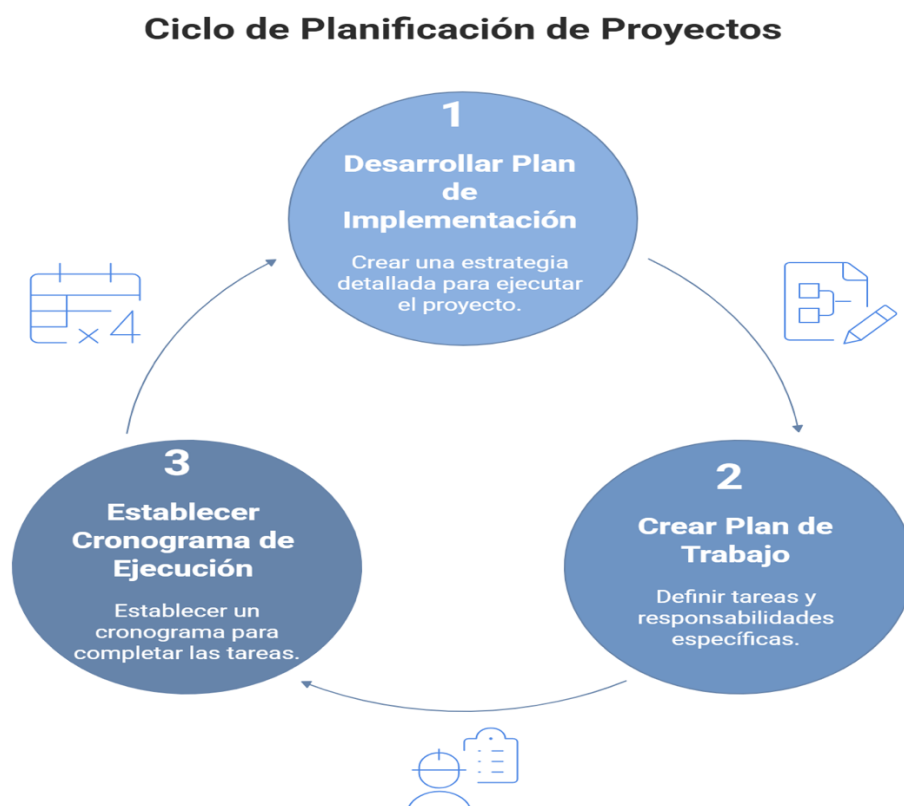 Ciclo de Planificación de Proyectos
1
Desarrollar Plan
de
Implementación
Crear una estrategia
detallada para ejecutar
el proyecto.
x4
2
Crear Plan de
Trabajo
Definir tareas y
responsabilidades
específicas.
3
Establecer
Cronograma de
Ejecución
Establecer un
cronograma para
completar las tareas.